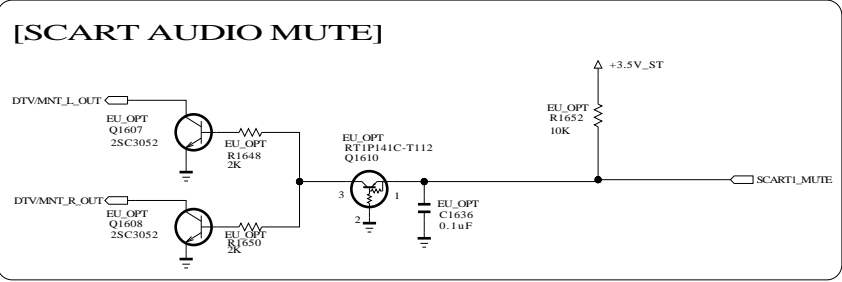 [SCART AUDIO MUTE]
+3.5V_ST
DTV/MNT_L_OUT
EU_OPT
Q1607
2SC3052
EU_OPT
R1648
2K
EU_OPT
RT1P141C-T112
Q1610
3
1
2
EU_OPT
R1652
10K
SCART1_MUTE
EU_OPT
C1636
0.1uF
DTV/MNT_R_OUT
EU_OPT
Q1608
2SC3052
EU_OPT
R1650
2K